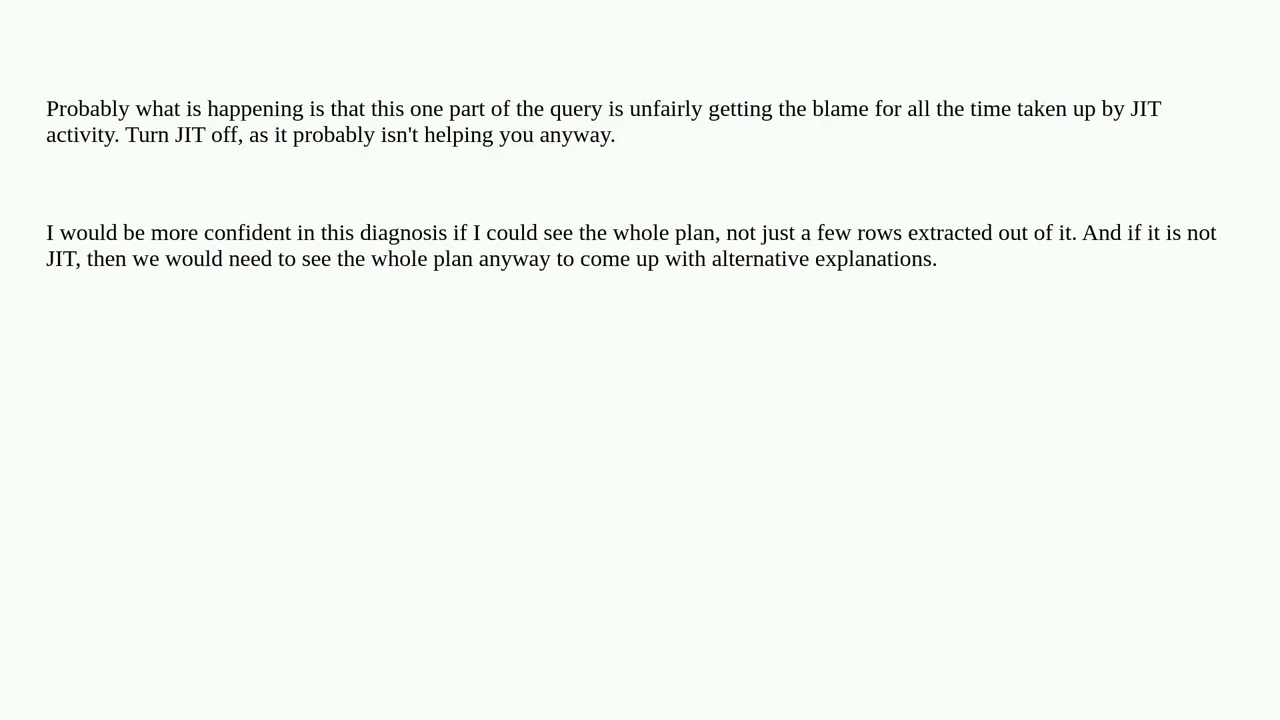 Probably what is happening is that this one part of the query is unfairly getting the blame for all the time taken up by JIT
activity. Turn JIT off, as it probably isn't helping you anyway.
I would be more confident in this diagnosis if I could see the whole plan, not just a few rows extracted out of it. And if it is not
JIT, then we would need to see the whole plan anyway to come up with alternative explanations.